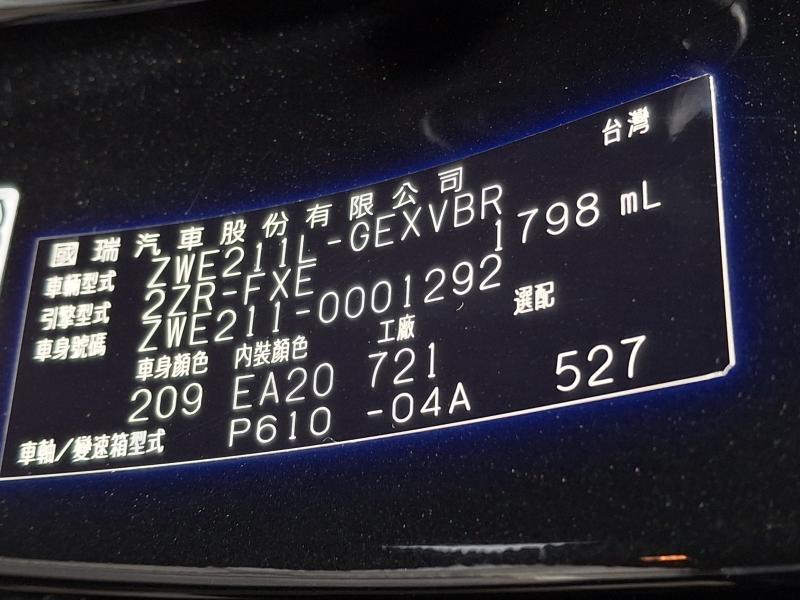 國瑞汽車股份有限公司 台灣
車輛型式 ZWE211L-GEXVBR
引擎型式 2ZR-FXE 1798 mL
車身號碼 ZWE211-0001292
車身顏色 內裝顏色 工廠 選配
209 EA20 721 527
車軸/變速箱型式 P610 -04A